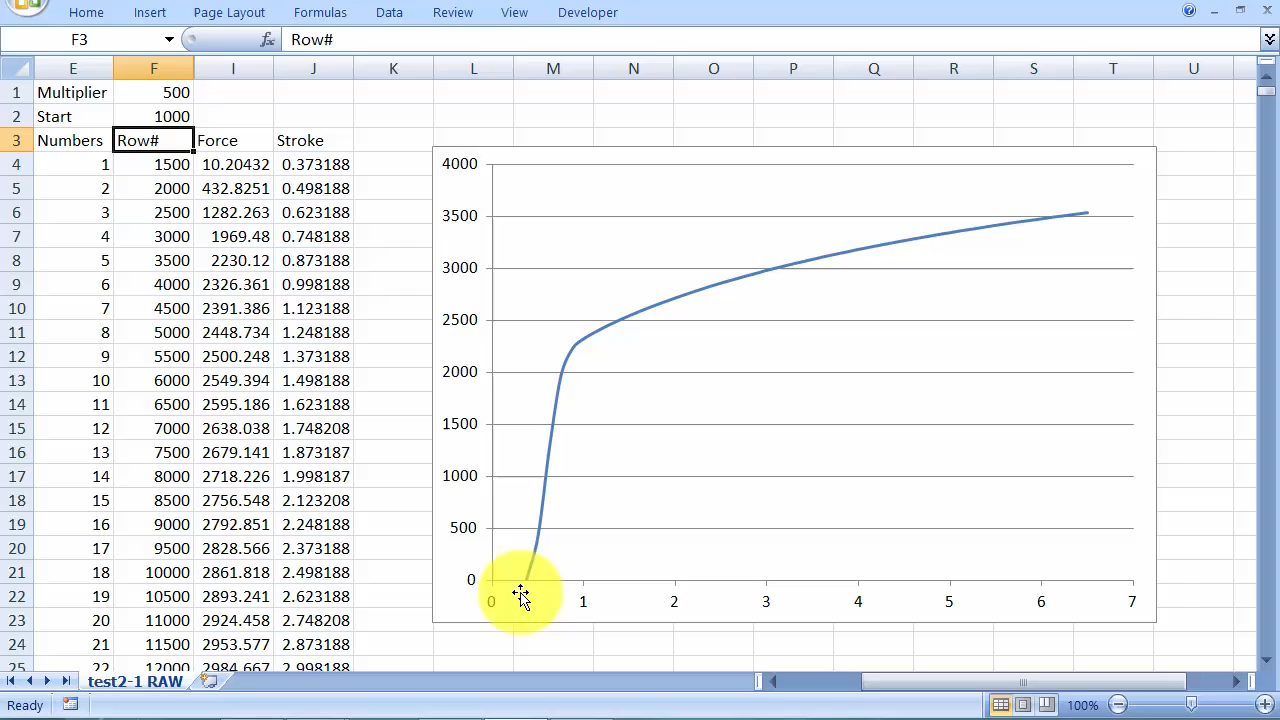 Home Insert Page Layout Formulas Data Review View Developer
F3 fx Row#
E F I J K L M N O P Q R S T U
1 Multiplier 500
2 Start 1000
3 Numbers Row# Force Stroke
4 1 1500 10.20432 0.373188
5 2 2000 432.8251 0.498188
6 3 2500 1282.263 0.623188
7 4 3000 1969.48 0.748188
8 5 3500 2230.12 0.873188
9 6 4000 2326.361 0.998188
10 7 4500 2391.386 1.123188
11 8 5000 2448.734 1.248188
12 9 5500 2500.248 1.373188
13 10 6000 2549.394 1.498188
14 11 6500 2595.186 1.623188
15 12 7000 2638.038 1.748188
16 13 7500 2679.141 1.873187
17 14 8000 2718.226 1.998187
18 15 8500 2756.548 2.123208
19 16 9000 2792.851 2.248188
20 17 9500 2828.566 2.373188
21 18 10000 2861.818 2.498188
22 19 10500 2893.241 2.623188
23 20 11000 2924.458 2.748208
24 21 11500 2953.577 2.873188
25 22 12000 2984.667 2.998188
4000
3500
3000
2500
2000
1500
1000
500
0
0 1 2 3 4 5 6 7
test2-1 RAW
Ready 100%